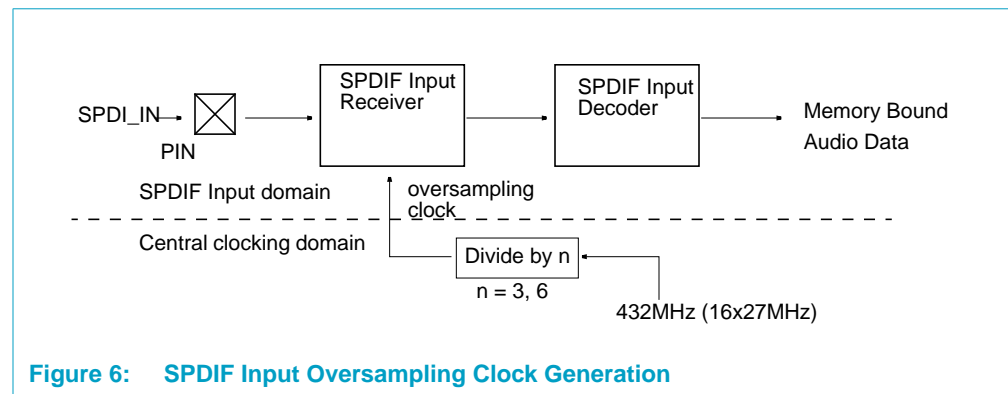 SPDIF Input
Receiver
SPDIF Input
Decoder
SPDI_IN
PIN
Memory Bound
Audio Data
SPDIF Input domain
oversampling
clock
Central clocking domain
Divide by n
n = 3, 6
432MHz (16x27MHz)
Figure 6: SPDIF Input Oversampling Clock Generation